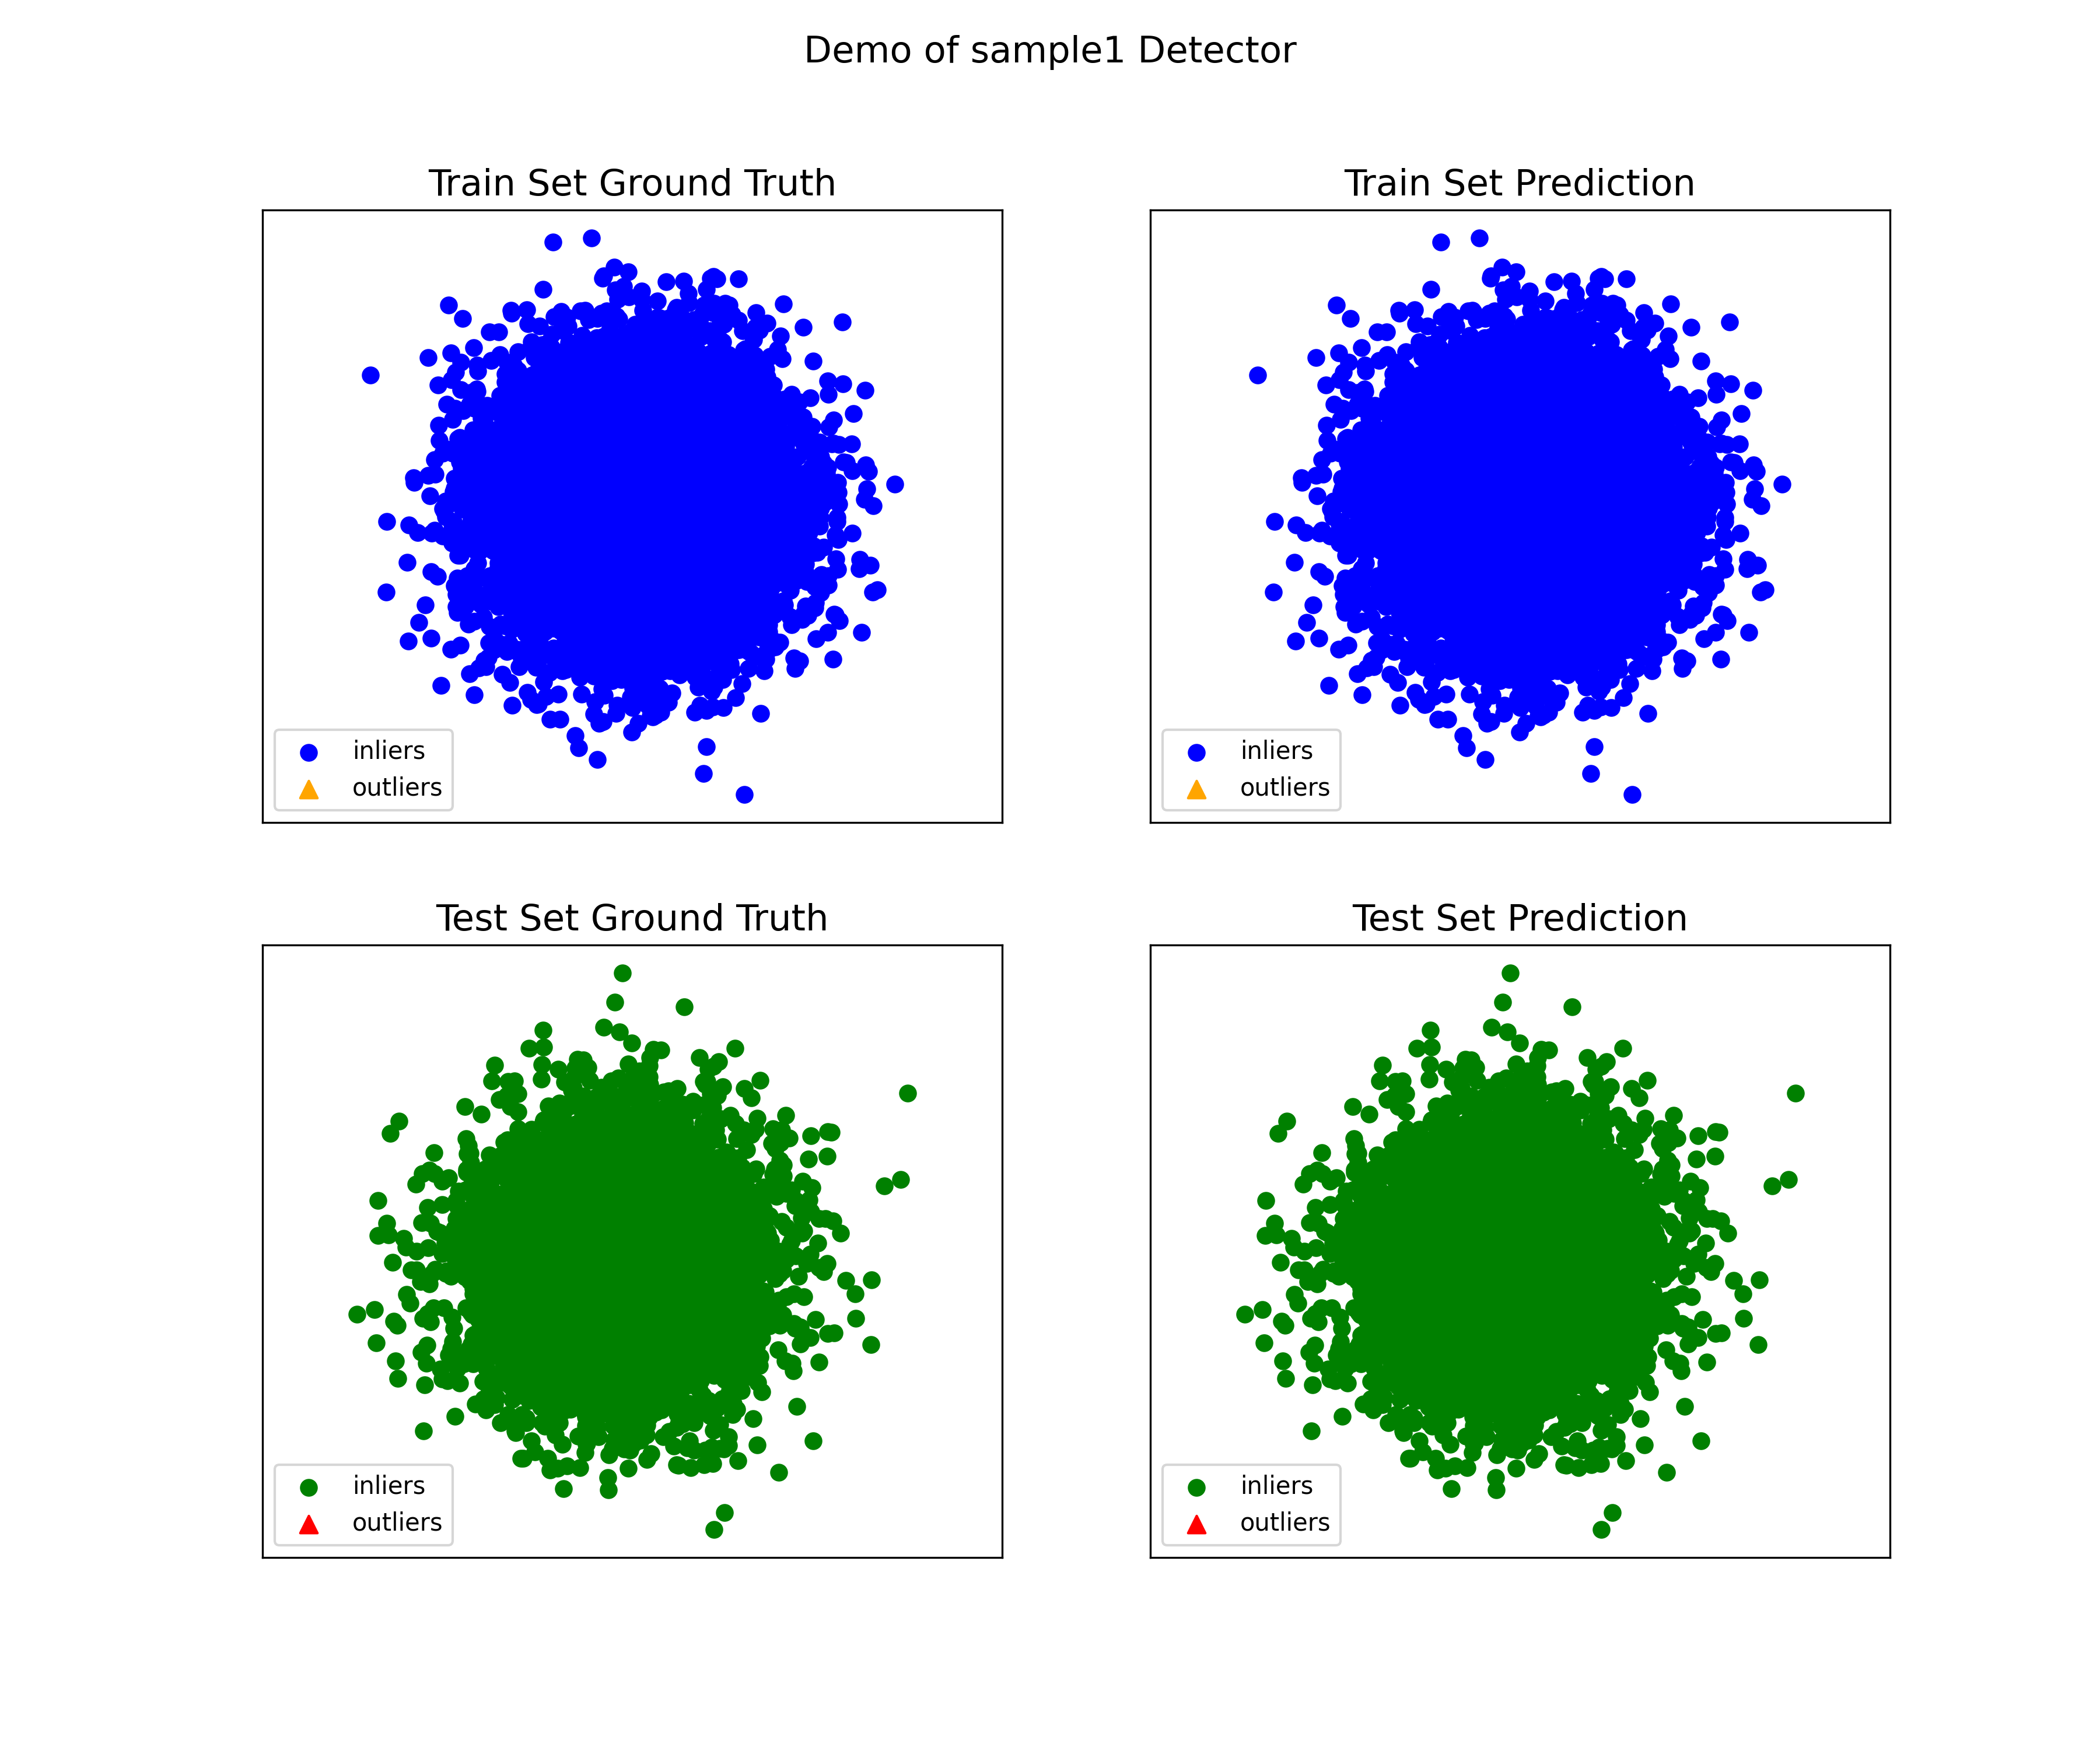 Demo of sample1 Detector
Train Set Ground Truth
inliers
outliers
Train Set Prediction
inliers
outliers
Test Set Ground Truth
inliers
outliers
Test Set Prediction
inliers
outliers